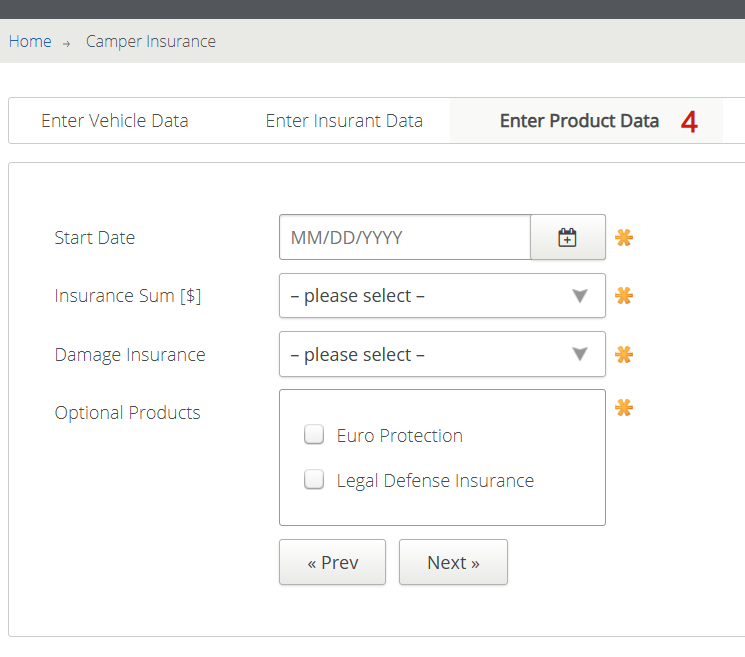 Home → Camper Insurance
Enter Vehicle Data Enter Insurant Data Enter Product Data 4
Start Date MM/DD/YYYY
Insurance Sum [$] – please select –
Damage Insurance – please select –
Optional Products
Euro Protection
Legal Defense Insurance
« Prev Next »